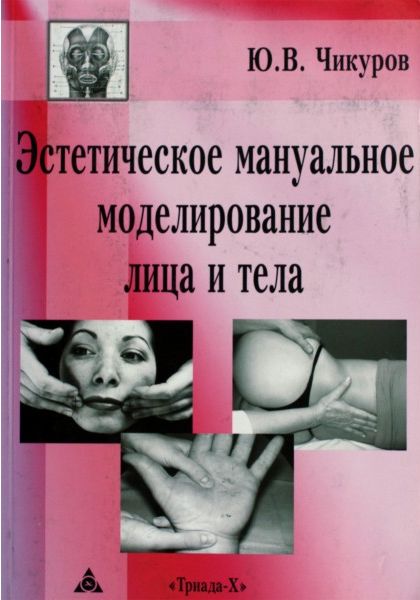 Ю.В. Чикуров
Эстетическое мануальное
моделирование
лица и тела
«Триада-X»